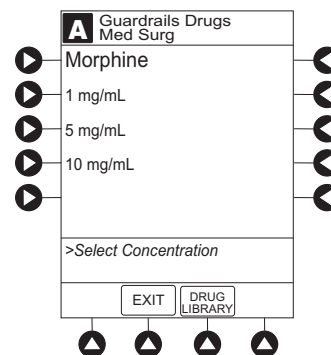 A Guardrails Drugs
Med Surg
Morphine
1 mg/mL
5 mg/mL
10 mg/mL
>Select Concentration
EXIT DRUG
LIBRARY